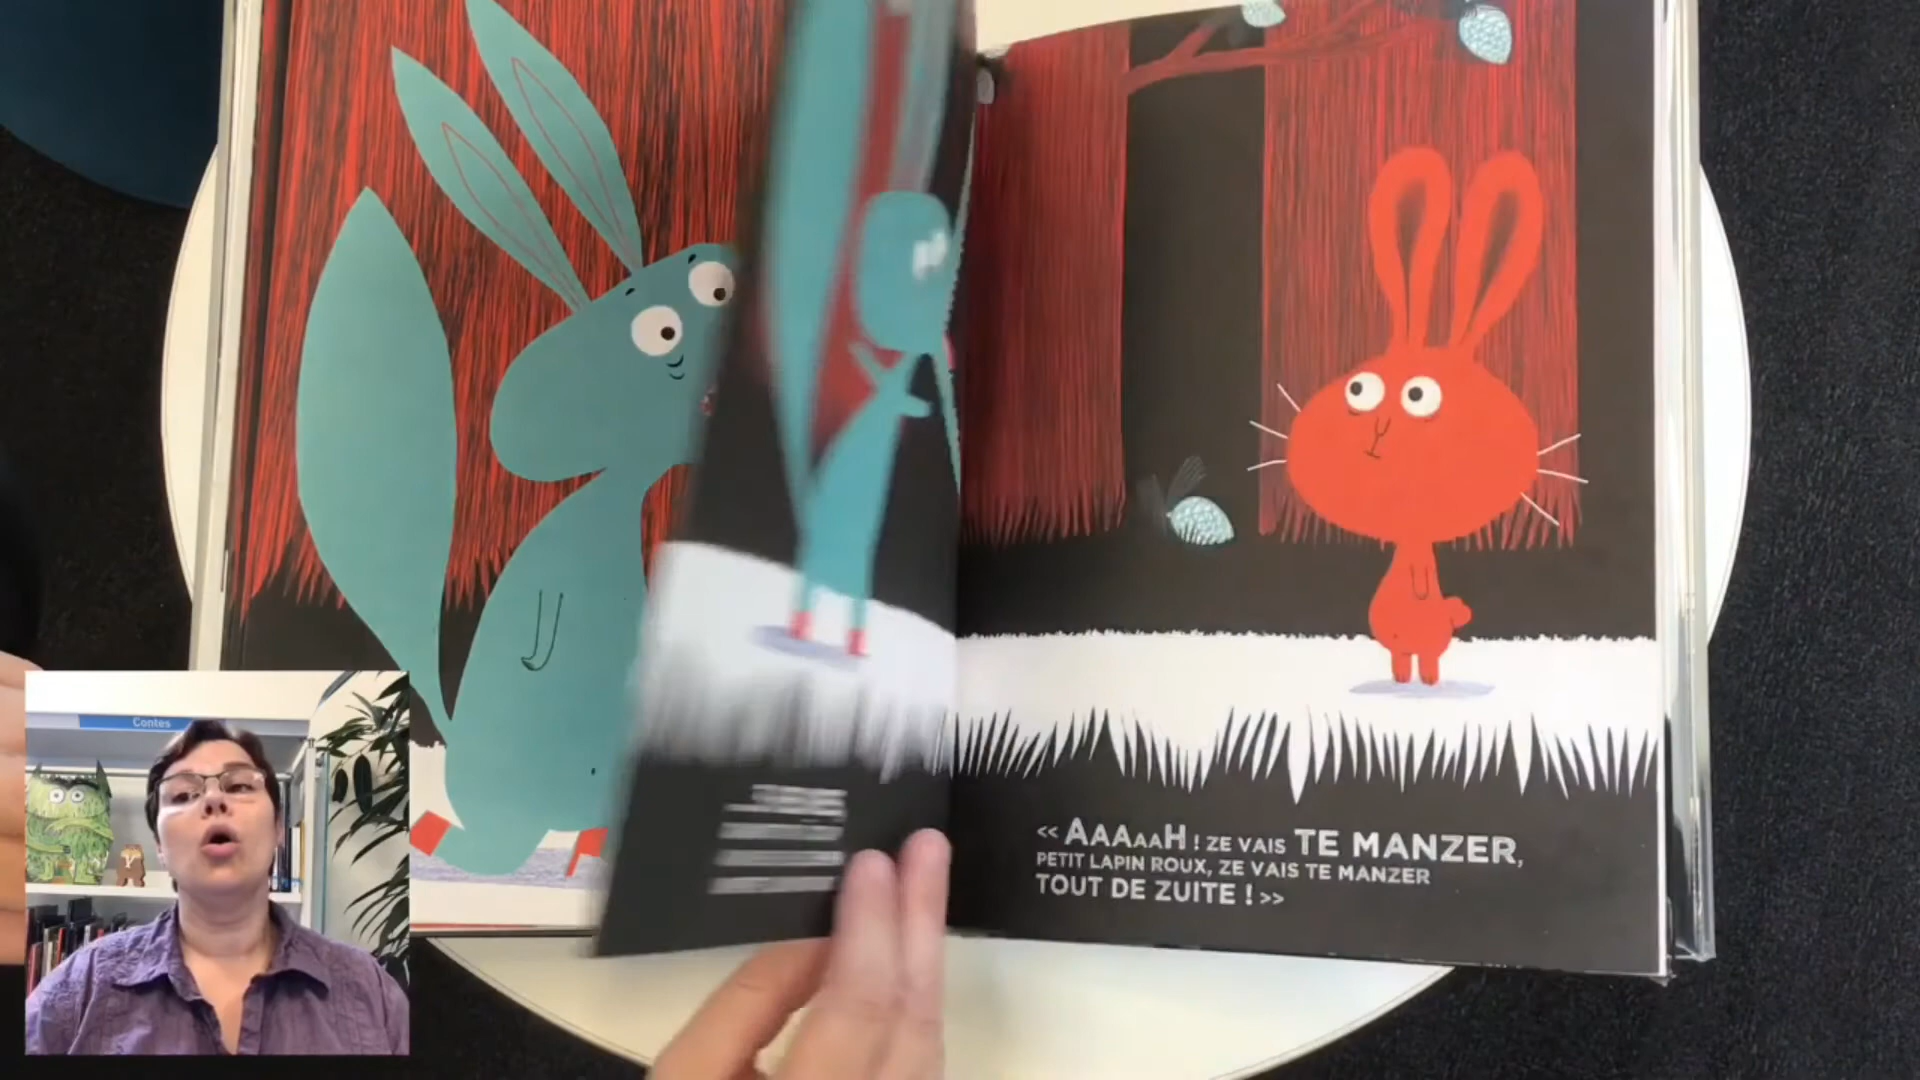 Contes
« AAAAAH ! ZE VAIS TE MANZER,
PETIT LAPIN ROUX, ZE VAIS TE MANZER
TOUT DE ZUITE ! »